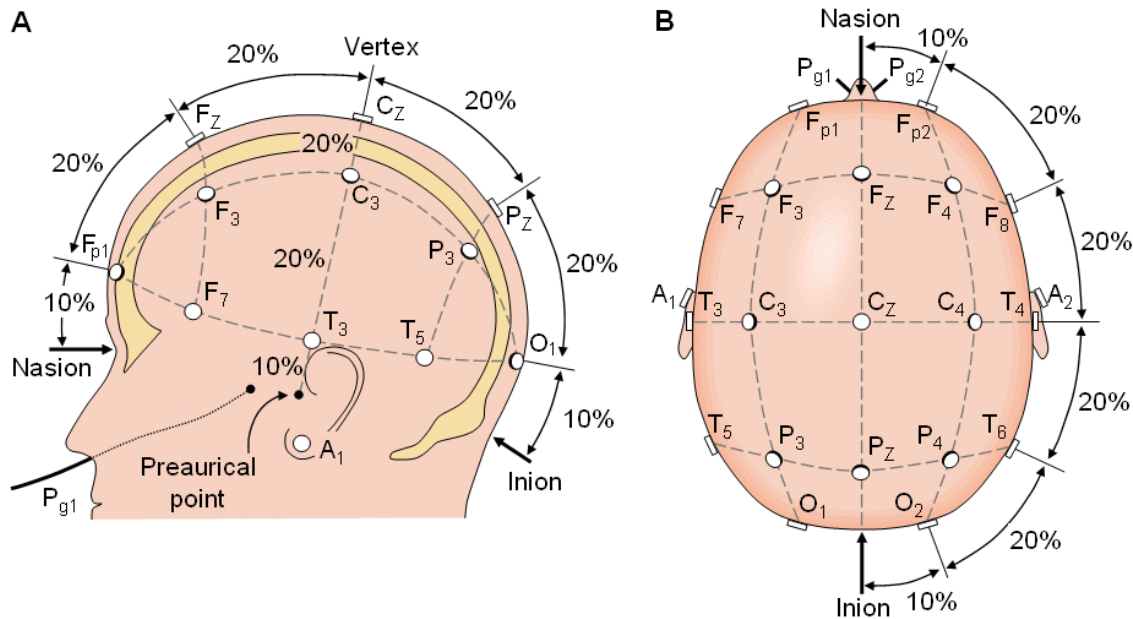 A
20%
Vertex
20%
FZ
CZ
20%
20%
F3
C3
PZ
Fp1
P3
20%
20%
10%
F7
T3
T5
O1
Nasion
10%
10%
A1
Preaurical
point
Inion
Pg1
B
Nasion
10%
Pg1
Pg2
Fp1
Fp2
20%
F7
F3
FZ
F4
F8
20%
A1
T3
C3
CZ
C4
T4
A2
20%
T5
P3
PZ
P4
T6
O1
O2
20%
10%
Inion